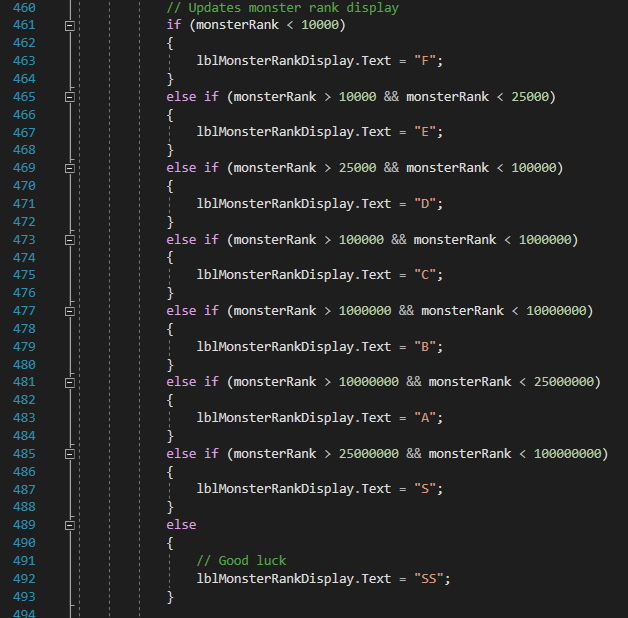 460 // Updates monster rank display
461 if (monsterRank < 10000)
462 {
463 lblMonsterRankDisplay.Text = "F";
464 }
465 else if (monsterRank > 10000 && monsterRank < 25000)
466 {
467 lblMonsterRankDisplay.Text = "E";
468 }
469 else if (monsterRank > 25000 && monsterRank < 100000)
470 {
471 lblMonsterRankDisplay.Text = "D";
472 }
473 else if (monsterRank > 100000 && monsterRank < 1000000)
474 {
475 lblMonsterRankDisplay.Text = "C";
476 }
477 else if (monsterRank > 1000000 && monsterRank < 10000000)
478 {
479 lblMonsterRankDisplay.Text = "B";
480 }
481 else if (monsterRank > 10000000 && monsterRank < 25000000)
482 {
483 lblMonsterRankDisplay.Text = "A";
484 }
485 else if (monsterRank > 25000000 && monsterRank < 100000000)
486 {
487 lblMonsterRankDisplay.Text = "S";
488 }
489 else
490 {
491 // Good luck
492 lblMonsterRankDisplay.Text = "SS";
493 }
494